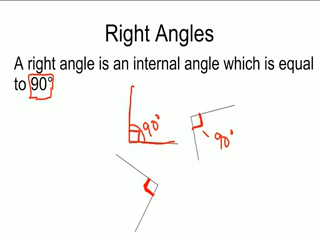 Right Angles
A right angle is an internal angle which is equal
to 90°
90°
90°